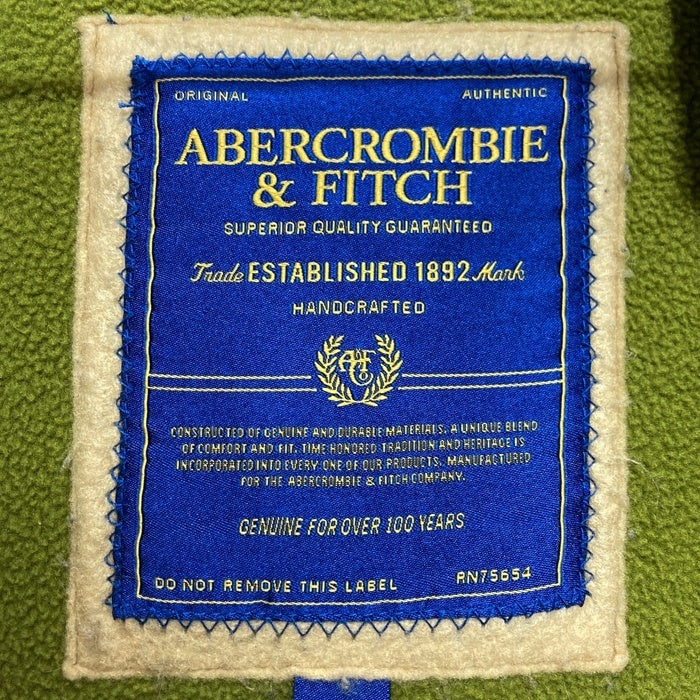 ORIGINAL AUTHENTIC
ABERCROMBIE
& FITCH
SUPERIOR QUALITY GUARANTEED
Trade ESTABLISHED 1892 Mark
HANDCRAFTED
A&F Co
CONSTRUCTED OF GENUINE AND DURABLE MATERIALS. A UNIQUE BLEND
OF COMFORT AND FIT. TIME HONORED TRADITION AND HERITAGE IS
INCORPORATED INTO EVERY ONE OF OUR PRODUCTS. MANUFACTURED
FOR THE ABERCROMBIE & FITCH COMPANY.
GENUINE FOR OVER 100 YEARS
DO NOT REMOVE THIS LABEL RN75654